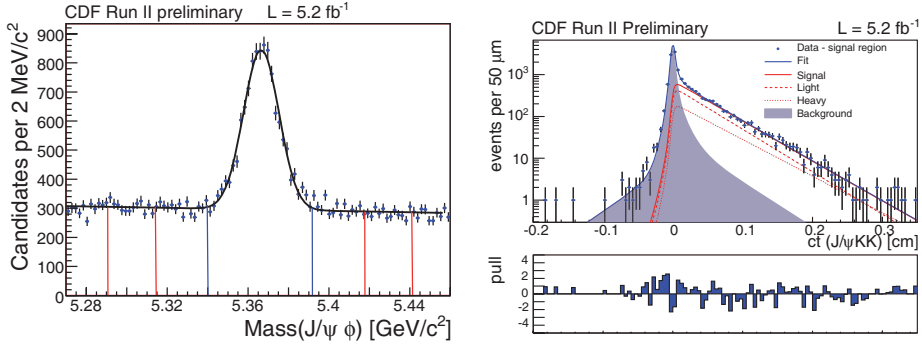 CDF Run II preliminary L = 5.2 fb⁻¹
Candidates per 2 MeV/c²
900
800
700
600
500
400
300
200
100
0
5.28 5.32 5.36 5.4 5.44
Mass(J/ψ ϕ) [GeV/c²]
CDF Run II Preliminary L = 5.2 fb⁻¹
events per 50 μm
10³
10²
10
1
Data - signal region
Fit
Signal
Light
Heavy
Background
-0.2 -0.1 0 0.1 0.2 0.3
ct (J/ψKK) [cm]
pull
4
2
0
-2
-4